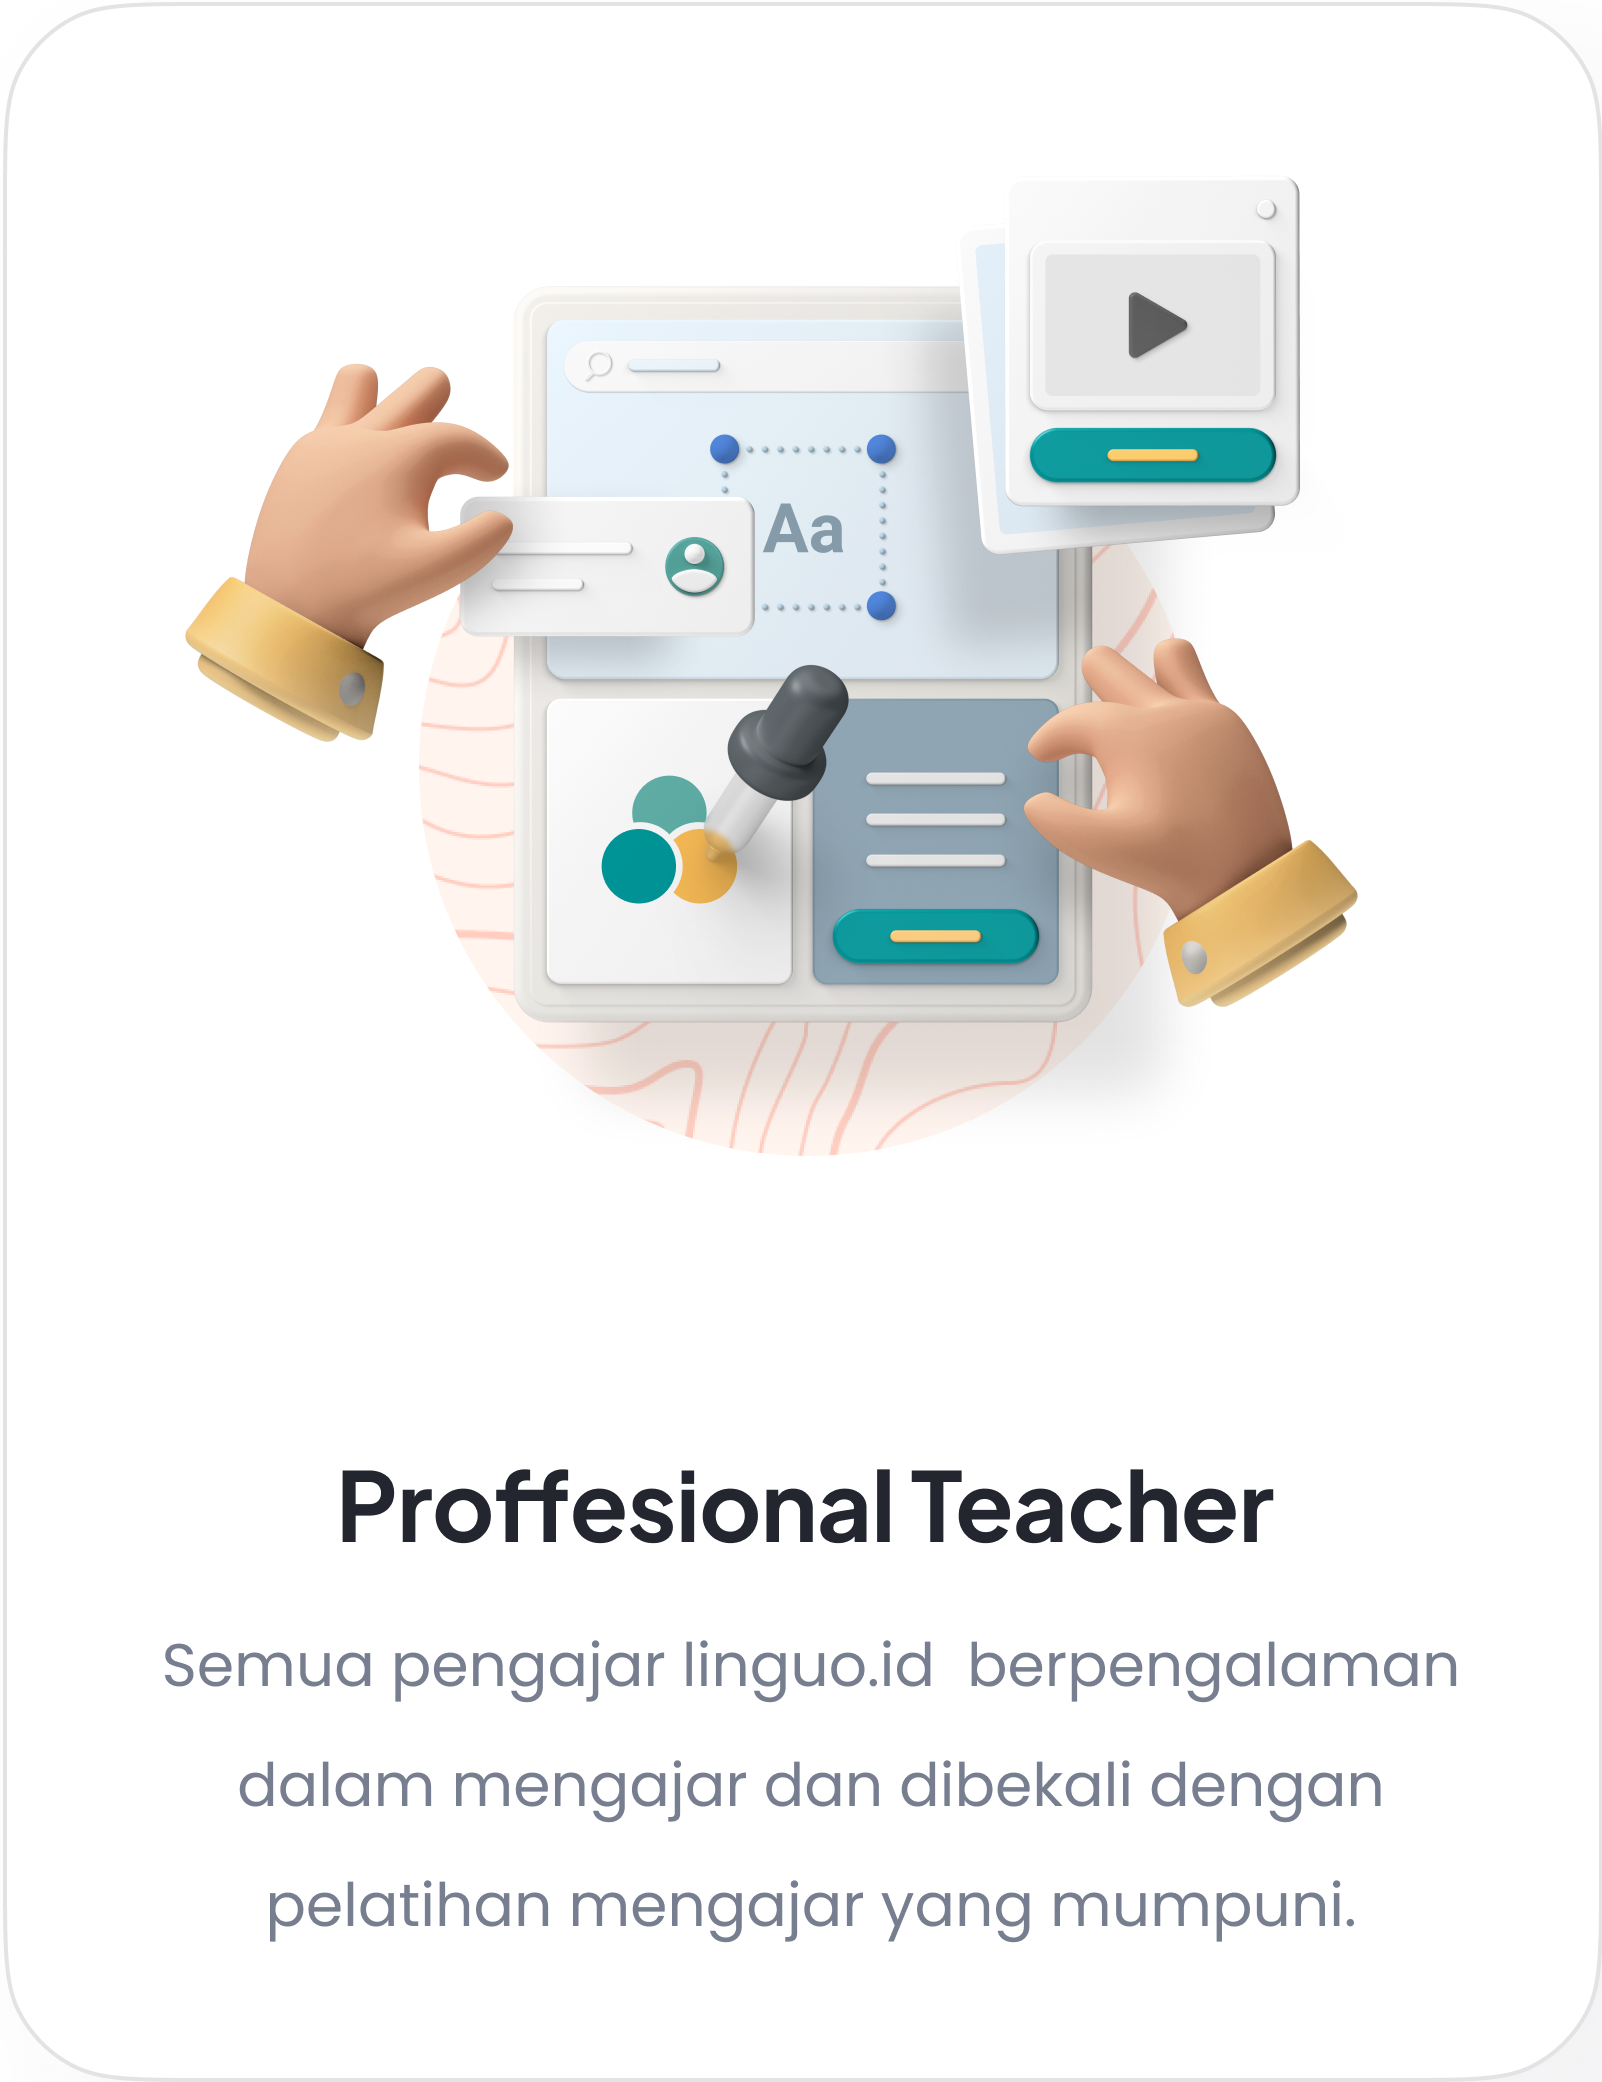 Aa
Proffesional Teacher
Semua pengajar linguo.id  berpengalaman
dalam mengajar dan dibekali dengan
pelatihan mengajar yang mumpuni.